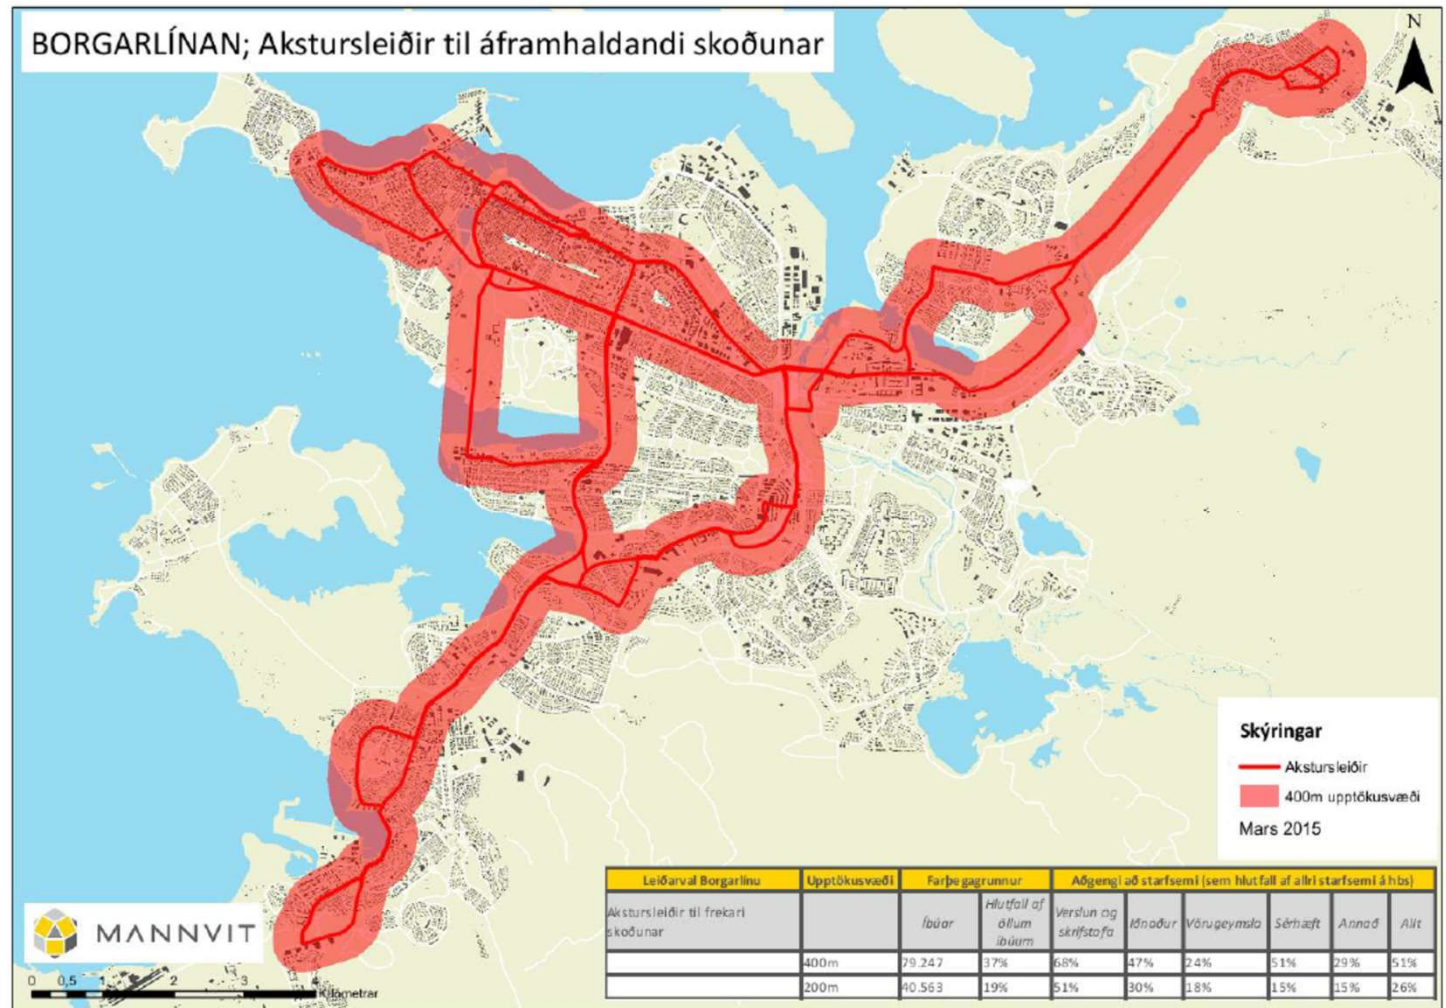 BORGARLÍNAN; Akstursleiðir til áframhaldandi skoðunar
N
Skýringar
Akstursleiðir
400m upptökusvæði
Mars 2015
Leiðarval Borgarlínu Upptökusvæði Farþegagrunnur Aðgengi að starfsemi (sem hlutfall af allri starfsemi á hbs)
Akstursleiðir til frekari skoðunar Íbúar Hlutfall af öllum íbúum Verslun og skrifstofa Iðnaður Vörugeymsla Sérhæft Annað Allt
400m 79.247 37% 68% 47% 24% 51% 29% 51%
200m 40.563 19% 51% 30% 18% 15% 15% 26%
MANNVIT
0 0,5 1 2 3 4
Kílómetrar